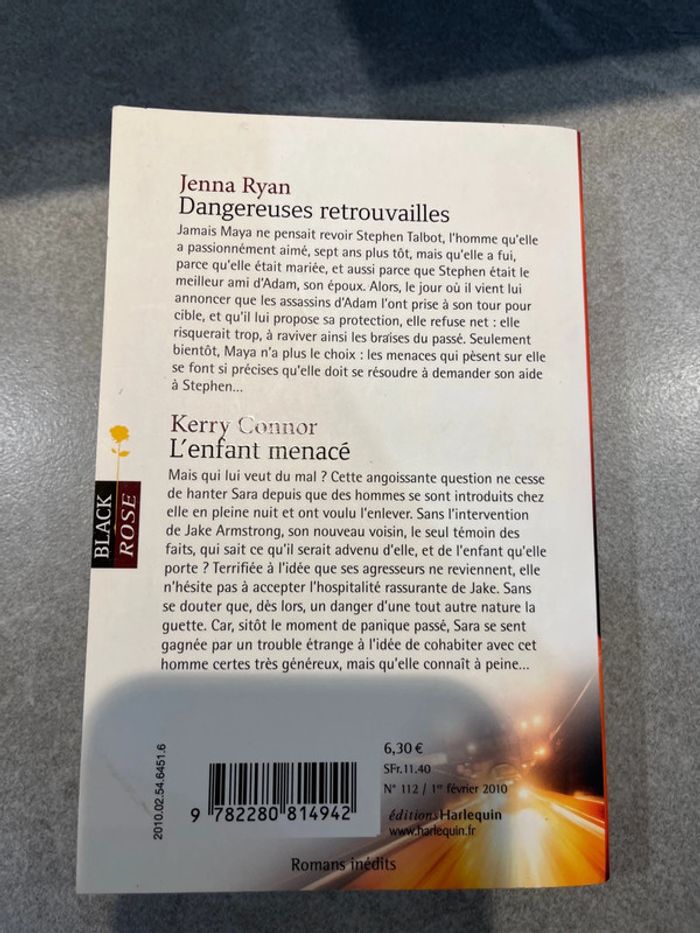 Jenna Ryan
Dangereuses retrouvailles
Jamais Maya ne pensait revoir Stephen Talbot, l'homme qu'elle
a passionnément aimé, sept ans plus tôt, mais qu'elle a fui,
parce qu'elle était mariée, et aussi parce que Stephen était le
meilleur ami d'Adam, son époux. Alors, le jour où il vient lui
annoncer que les assassins d'Adam l'ont prise à son tour pour
cible, et qu'il lui propose sa protection, elle refuse net : elle
risquerait trop, à raviver ainsi les braises du passé. Seulement
bientôt, Maya n'a plus le choix : les menaces qui pèsent sur elle
se font si précises qu'elle doit se résoudre à demander son aide
à Stephen...
Kerry Connor
L'enfant menacé
Mais qui lui veut du mal ? Cette angoissante question ne cesse
de hanter Sara depuis que des hommes se sont introduits chez
elle en pleine nuit et ont voulu l'enlever. Sans l'intervention
de Jake Armstrong, son nouveau voisin, le seul témoin des
faits, qui sait ce qu'il serait advenu d'elle, et de l'enfant qu'elle
porte ? Terrifiée à l'idée que ses agresseurs ne reviennent, elle
n'hésite pas à accepter l'hospitalité rassurante de Jake. Sans
se douter que, dès lors, un danger d'une tout autre nature la
guette. Car, sitôt le moment de panique passé, Sara se sent
gagnée par un trouble étrange à l'idée de cohabiter avec cet
homme certes très généreux, mais qu'elle connaît à peine...
BLACK
ROSE
2010.02.54.6451.6
9 782280 814942
6,30 €
SFr.11.40
N° 112 / 1er février 2010
éditionsHarlequin
www.harlequin.fr
Romans inédits